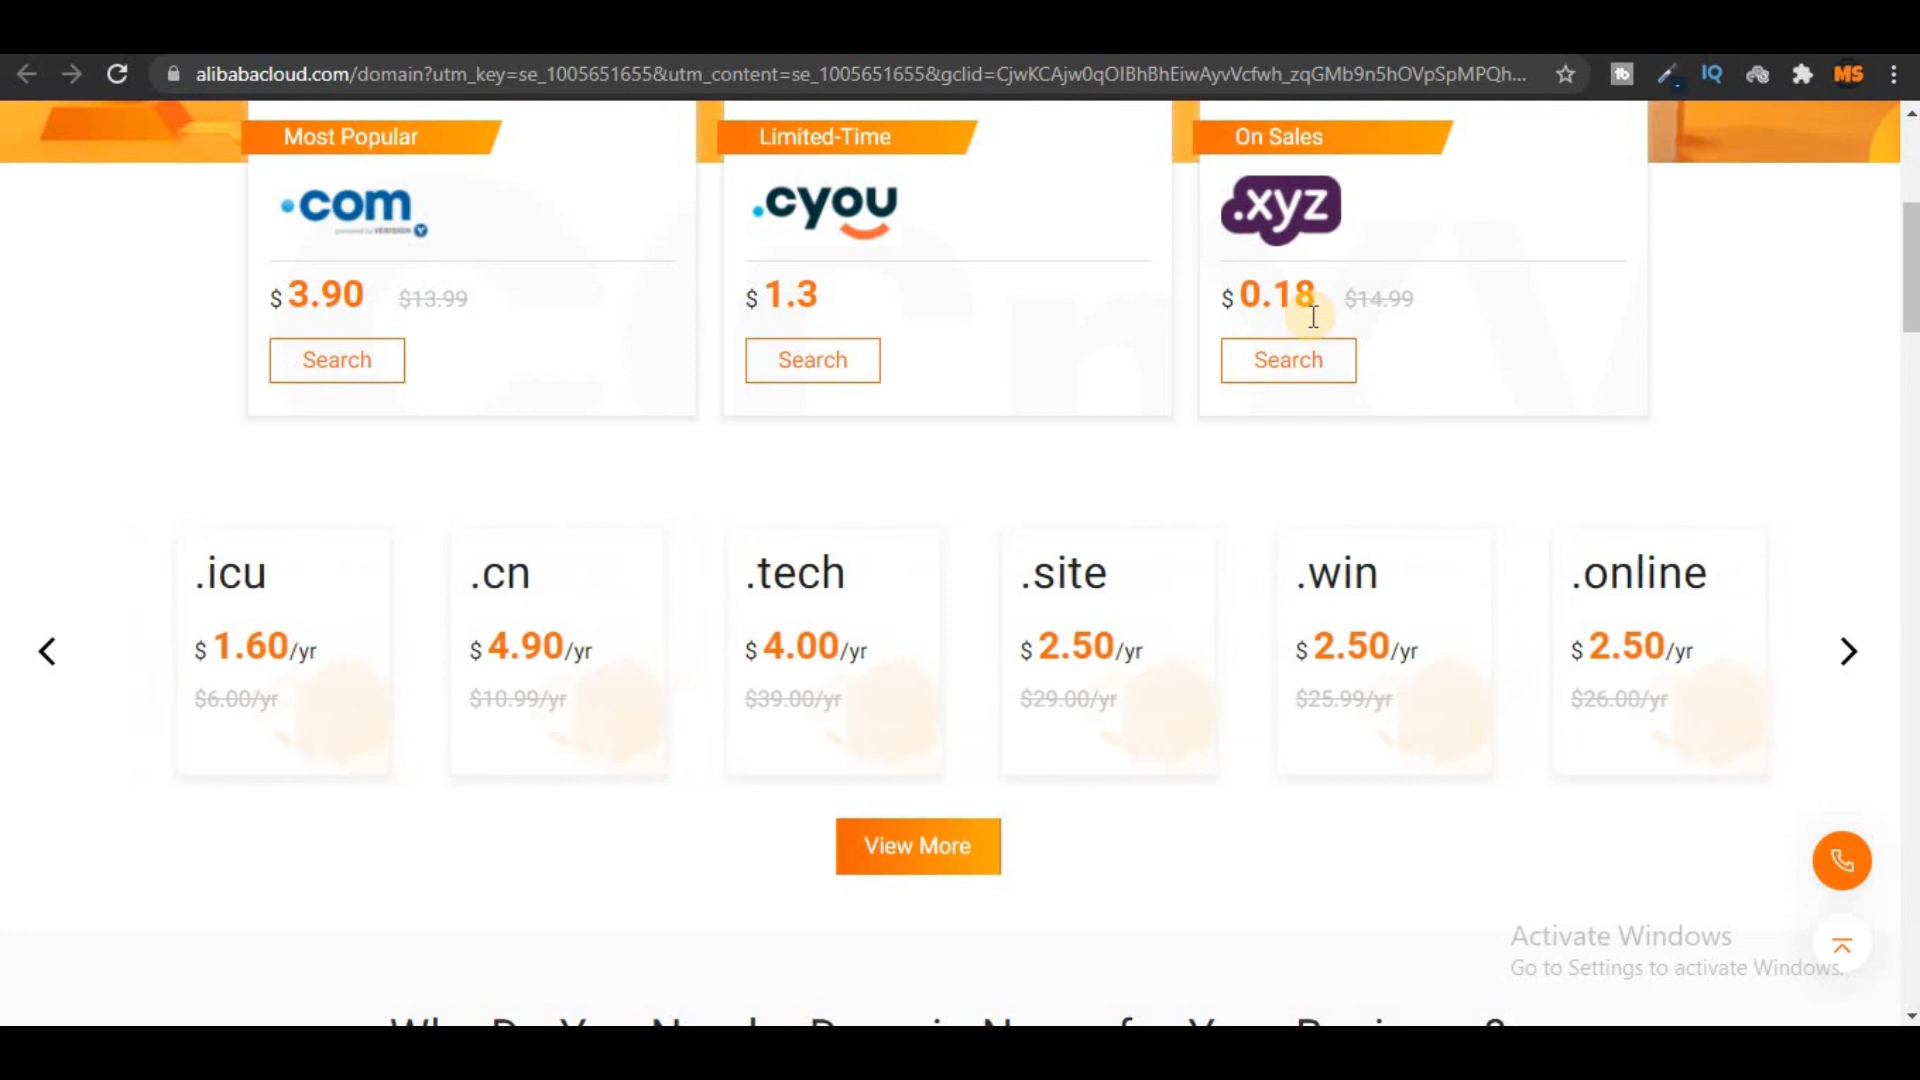 alibabacloud.com/domain?utm_key=se_1005651655&utm_content=se_1005651655&gclid=CjwKCAjw0qOIBhBhEiwAyvVcfwh_zqGMb9n5hOVpSpMPQh...
tb
IQ
MS
Most Popular
Limited-Time
On Sales
.com
powered by VERISIGN
.cyou
.xyz
$ 3.90 $13.99
$ 1.3
$ 0.18 $14.99
Search
Search
Search
.icu
.cn
.tech
.site
.win
.online
$ 1.60/yr
$ 4.90/yr
$ 4.00/yr
$ 2.50/yr
$ 2.50/yr
$ 2.50/yr
$6.00/yr
$10.99/yr
$39.00/yr
$29.00/yr
$25.99/yr
$26.00/yr
View More
Activate Windows
Go to Settings to activate Windows.